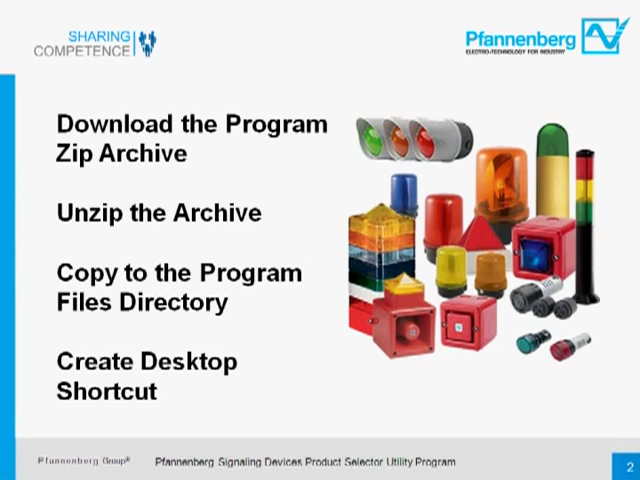 SHARING
COMPETENCE
Pfannenberg
ELECTRO-TECHNOLOGY FOR INDUSTRY
Download the Program
Zip Archive
Unzip the Archive
Copy to the Program
Files Directory
Create Desktop
Shortcut
Pfannenberg Group®
Pfannenberg Signaling Devices Product Selector Utility Program
2